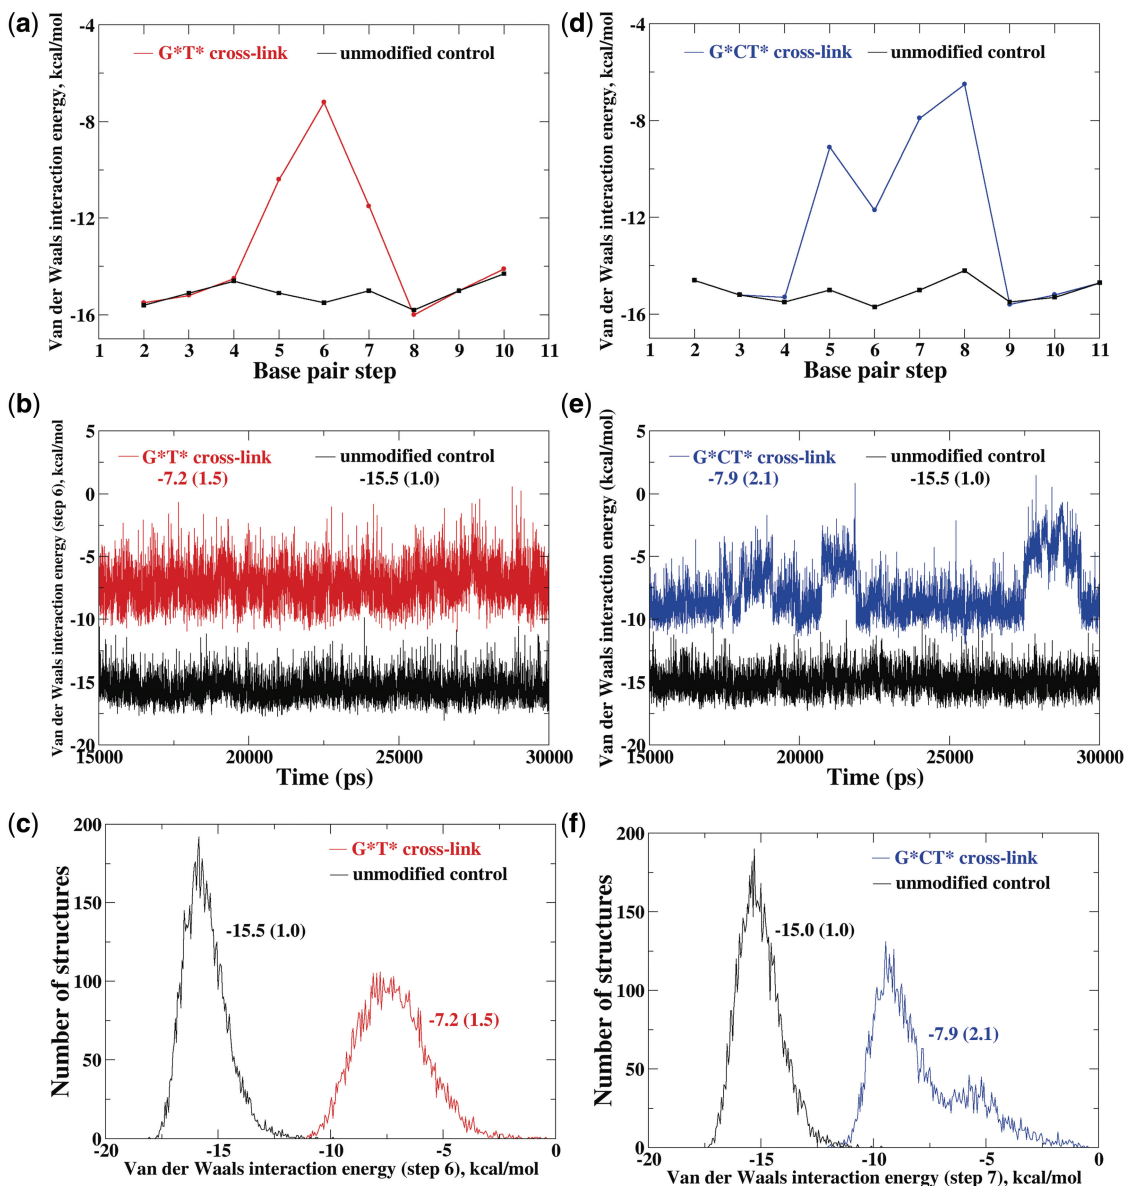 (a)
Van der Waals interaction energy, kcal/mol
-4
-8
-12
-16
G*T* cross-link
unmodified control
1 2 3 4 5 6 7 8 9 10 11
Base pair step
(d)
Van der Waals interaction energy, kcal/mol
-4
-8
-12
-16
G*CT* cross-link
unmodified control
1 2 3 4 5 6 7 8 9 10 11
Base pair step
(b)
Van der Waals interaction energy (step 6), kcal/mol
5
0
-5
-10
-15
-20
G*T* cross-link
-7.2 (1.5)
unmodified control
-15.5 (1.0)
15000 20000 25000 30000
Time (ps)
(e)
Van der Waals interaction energy (kcal/mol)
5
0
-5
-10
-15
-20
G*CT* cross-link
-7.9 (2.1)
unmodified control
-15.5 (1.0)
15000 20000 25000 30000
Time (ps)
(c)
Number of structures
200
150
100
50
0
G*T* cross-link
unmodified control
-15.5 (1.0)
-7.2 (1.5)
-20 -15 -10 -5 0
Van der Waals interaction energy (step 6), kcal/mol
(f)
Number of structures
200
150
100
50
0
G*CT* cross-link
unmodified control
-15.0 (1.0)
-7.9 (2.1)
-20 -15 -10 -5 0
Van der Waals interaction energy (step 7), kcal/mol